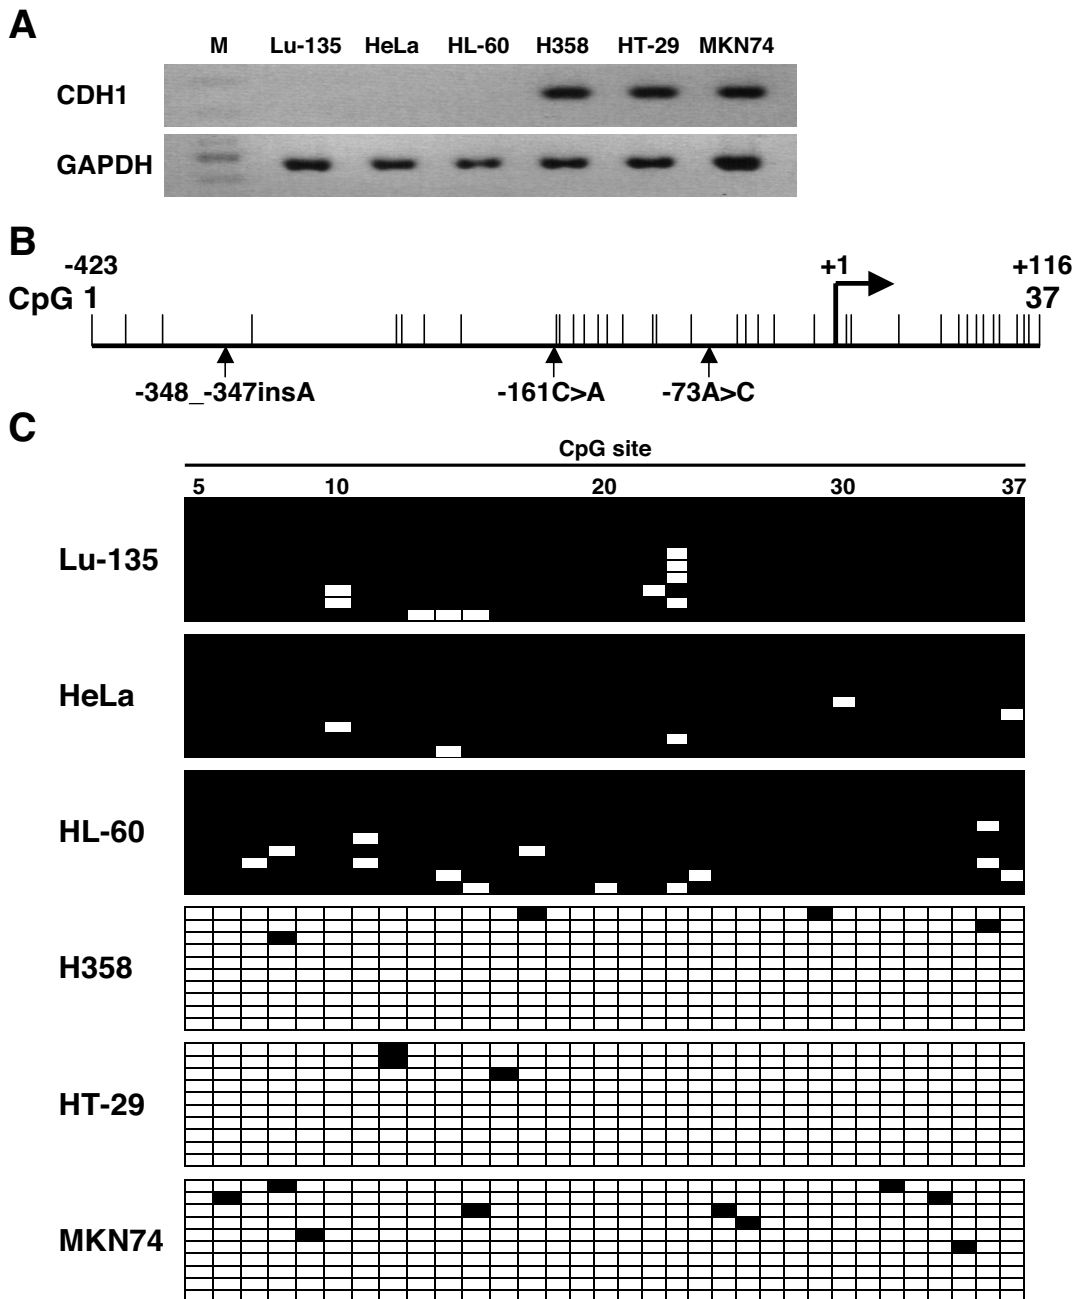 A
M Lu-135 HeLa HL-60 H358 HT-29 MKN74
CDH1
GAPDH
B
-423 +1 +116
CpG 1 37
-348_-347insA -161C>A -73A>C
C
CpG site
5 10 20 30 37
Lu-135
HeLa
HL-60
H358
HT-29
MKN74